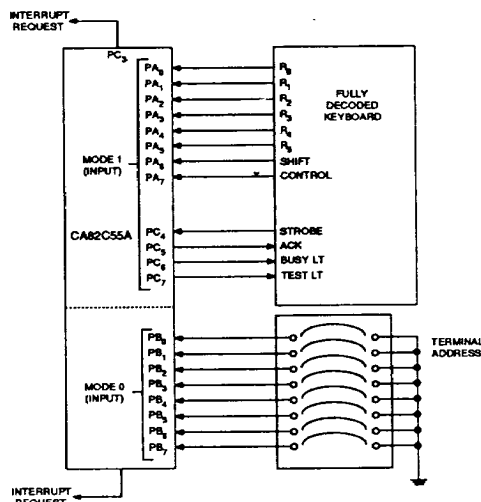 INTERRUPT
REQUEST
PC3
PA0 R0
PA1 R1
PA2 R2
PA3 R3
PA4 R4
PA5 R5
PA6 SHIFT
PA7 CONTROL
FULLY
DECODED
KEYBOARD
MODE 1
(INPUT)
CA82C55A
PC4 STROBE
PC5 ACK
PC6 BUSY LT
PC7 TEST LT
MODE 0
(INPUT)
PB0
PB1
PB2
PB3
PB4
PB5
PB6
PB7
TERMINAL
ADDRESS
INTERRUPT
REQUEST